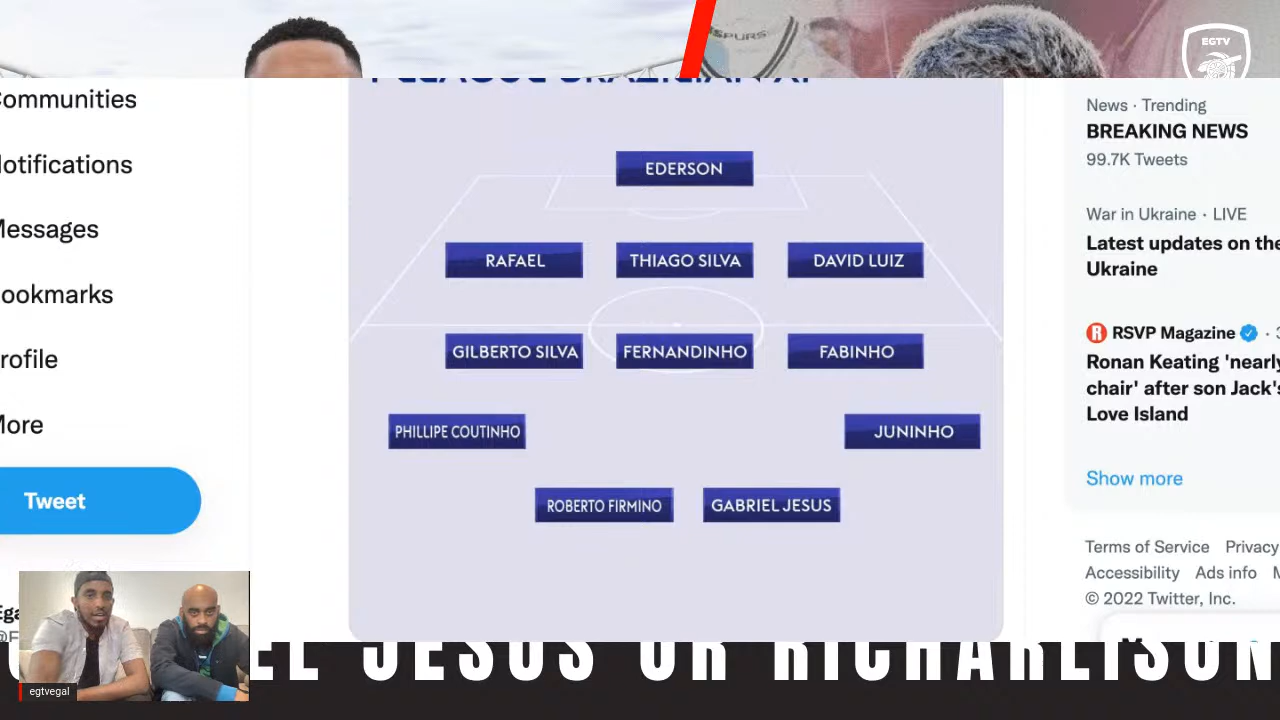 SPURS
EGTV
Communities
Notifications
Messages
Bookmarks
Profile
More
Tweet
EDERSON
RAFAEL
THIAGO SILVA
DAVID LUIZ
GILBERTO SILVA
FERNANDINHO
FABINHO
PHILLIPE COUTINHO
JUNINHO
ROBERTO FIRMINO
GABRIEL JESUS
News · Trending
BREAKING NEWS
99.7K Tweets
War in Ukraine · LIVE
Latest updates on the
Ukraine
RSVP Magazine · 3
Ronan Keating 'nearly
chair' after son Jack's
Love Island
Show more
Terms of Service Privacy
Accessibility Ads info
© 2022 Twitter, Inc.
egtvegal
EL JESUS OR RICHARLISON